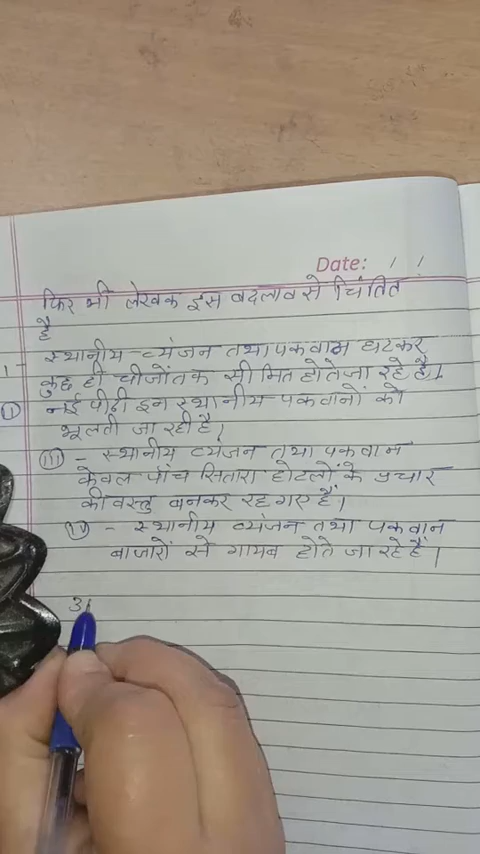 Date: / /
फिर भी लेखक इस बदलाव से चिंतित
है
1- स्थानीय व्यंजन तथा पकवान घटकर
कुछ ही चीजों तक सीमित होते जा रहे हैं।
(ii) नई पीढ़ी इन स्थानीय पकवानों को
भूलती जा रही है।
(iii) - स्थानीय व्यंजन तथा पकवान
केवल पांच सितारा होटलों के प्रचार
की वस्तु बनकर रह गए हैं।
(iv) - स्थानीय व्यंजन तथा पकवान
बाजारों से गायब होते जा रहे हैं।